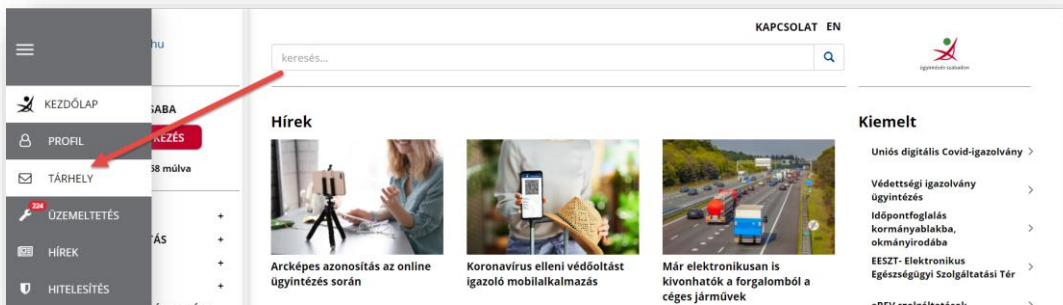 KAPCSOLAT EN
hu
keresés...
ügyintézés szabadon
KEZDŐLAP
SABA
PROFIL
KEZÉS
TÁRHELY
58 múlva
224
ÜZEMELTETÉS
+
TÁS
+
HÍREK
+
HITELESÍTÉS
+
Hírek
Arcképes azonosítás az online
ügyintézés során
Koronavírus elleni védőoltást
igazoló mobilalkalmazás
Már elektronikusan is
kivonhatók a forgalomból a
céges járművek
Kiemelt
Uniós digitális Covid-igazolvány
Védettségi igazolvány
ügyintézés
Időpontfoglalás
kormányablakba,
okmányirodába
EESZT- Elektronikus
Egészségügyi Szolgáltatási Tér